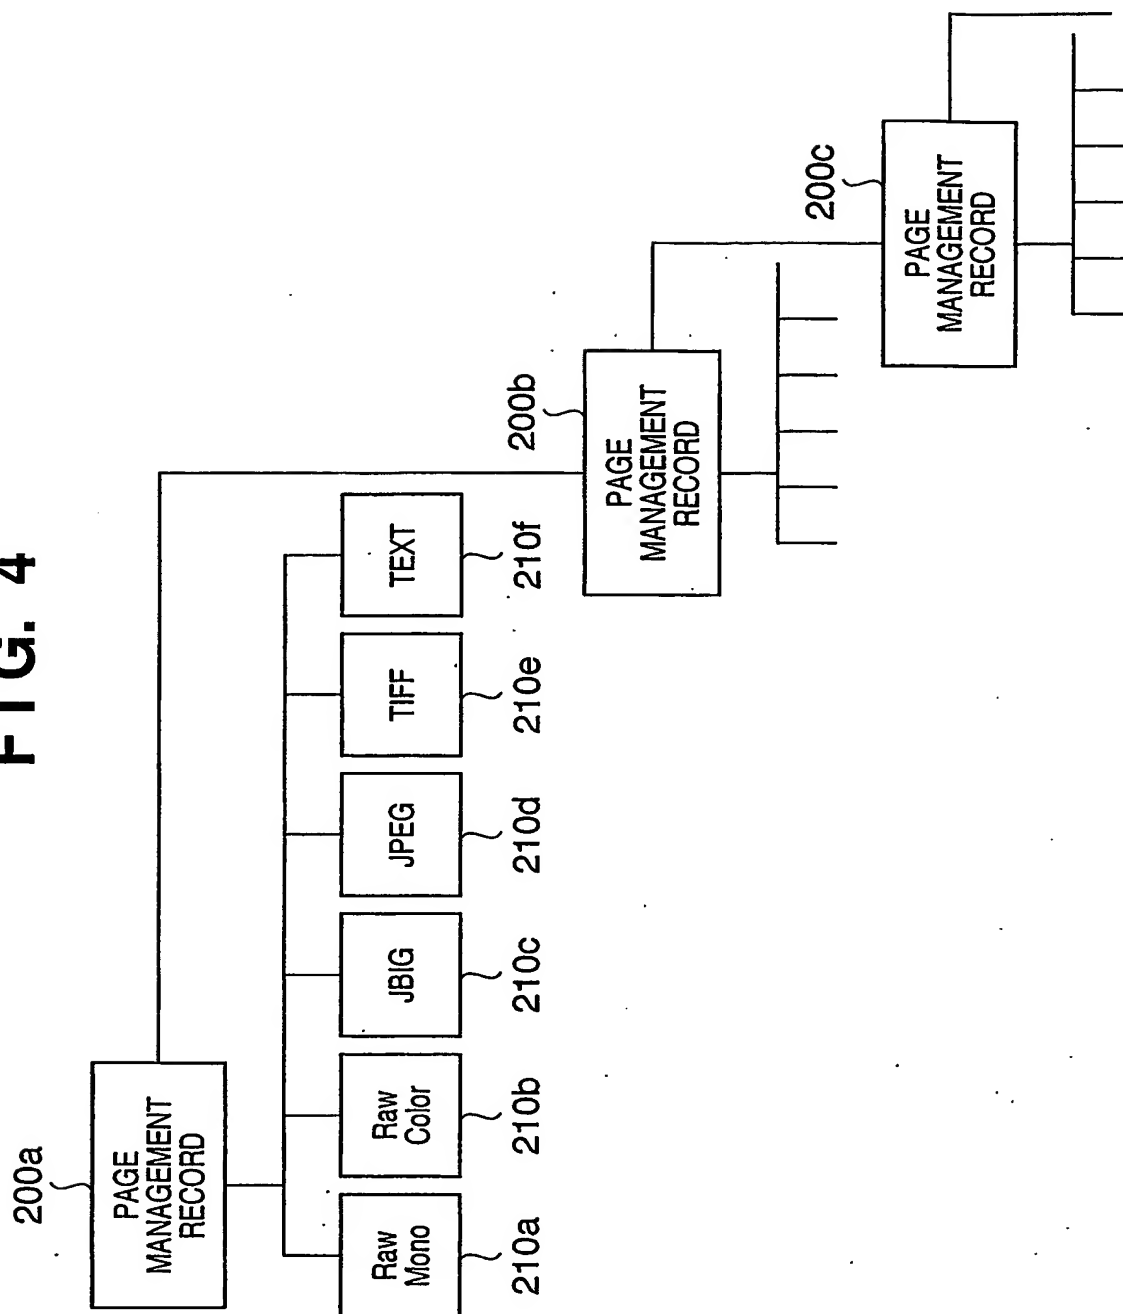 FIG. 4
200a
PAGE
MANAGEMENT
RECORD
Raw
Mono
210a
Raw
Color
210b
JBIG
210c
JPEG
210d
TIFF
210e
TEXT
210f
200b
PAGE
MANAGEMENT
RECORD
200c
PAGE
MANAGEMENT
RECORD